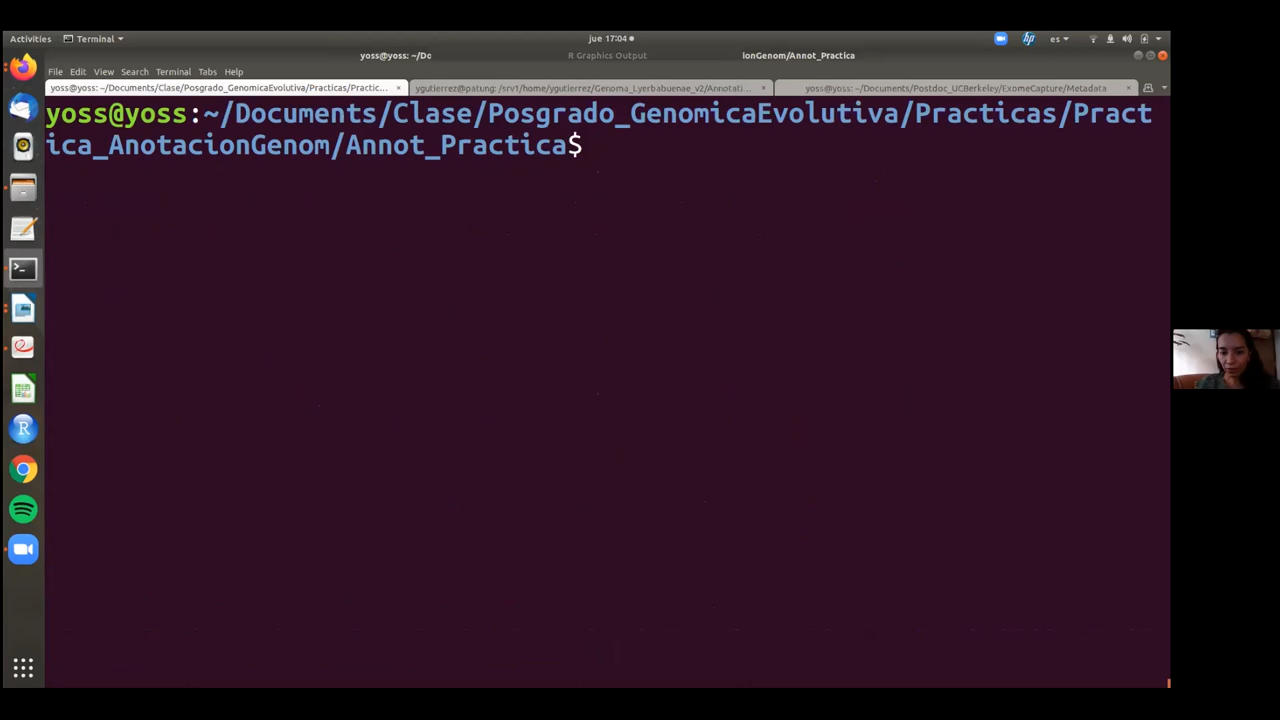 Activities
Terminal
jue 17:04
hp
es
yoss@yoss: ~/Dc
R Graphics Output
ionGenom/Annot_Practica
File Edit View Search Terminal Tabs Help
yoss@yoss: ~/Documents/Clase/Posgrado_GenomicaEvolutiva/Practicas/Practic...
ygutierrez@patung: /srv1/home/ygutierrez/Genoma_Lyerbabuenae_v2/Annotati...
yoss@yoss: ~/Documents/Postdoc_UCBerkeley/ExomeCapture/Metadata
yoss@yoss:~/Documents/Clase/Posgrado_GenomicaEvolutiva/Practicas/Pract
ica_AnotacionGenom/Annot_Practica$